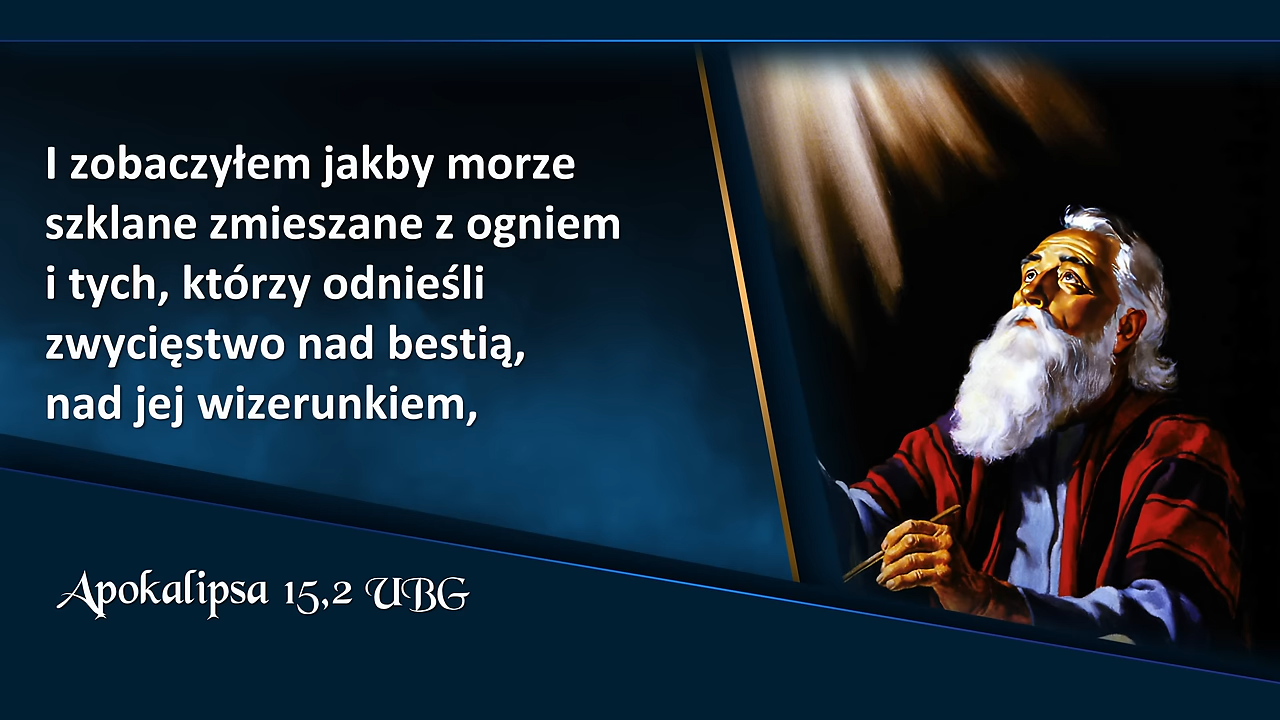 I zobaczyłem jakby morze
szklane zmieszane z ogniem
i tych, którzy odnieśli
zwycięstwo nad bestią,
nad jej wizerunkiem,
Apokalipsa 15,2 UBG